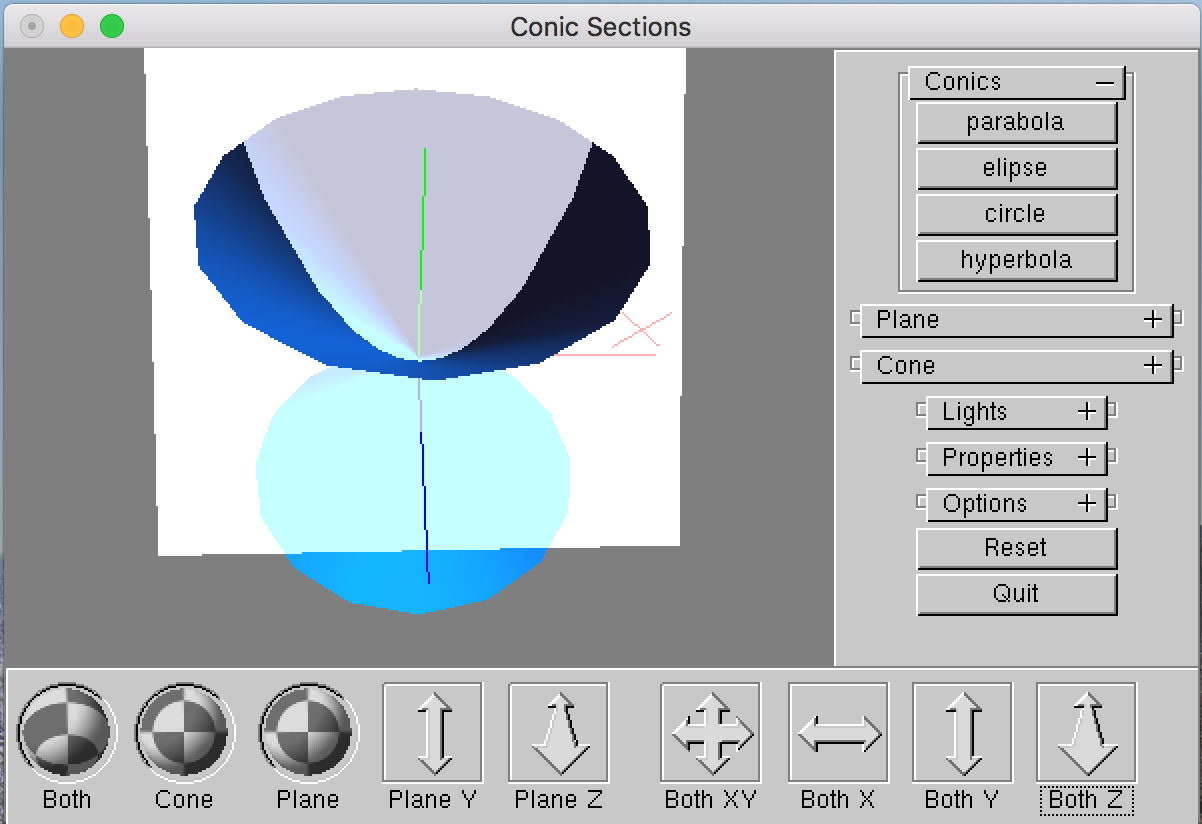 Conic Sections
Conics
parabola
elipse
circle
hyperbola
Plane
Cone
Lights
Properties
Options
Reset
Quit
Both Cone Plane Plane Y Plane Z Both XY Both X Both Y Both Z